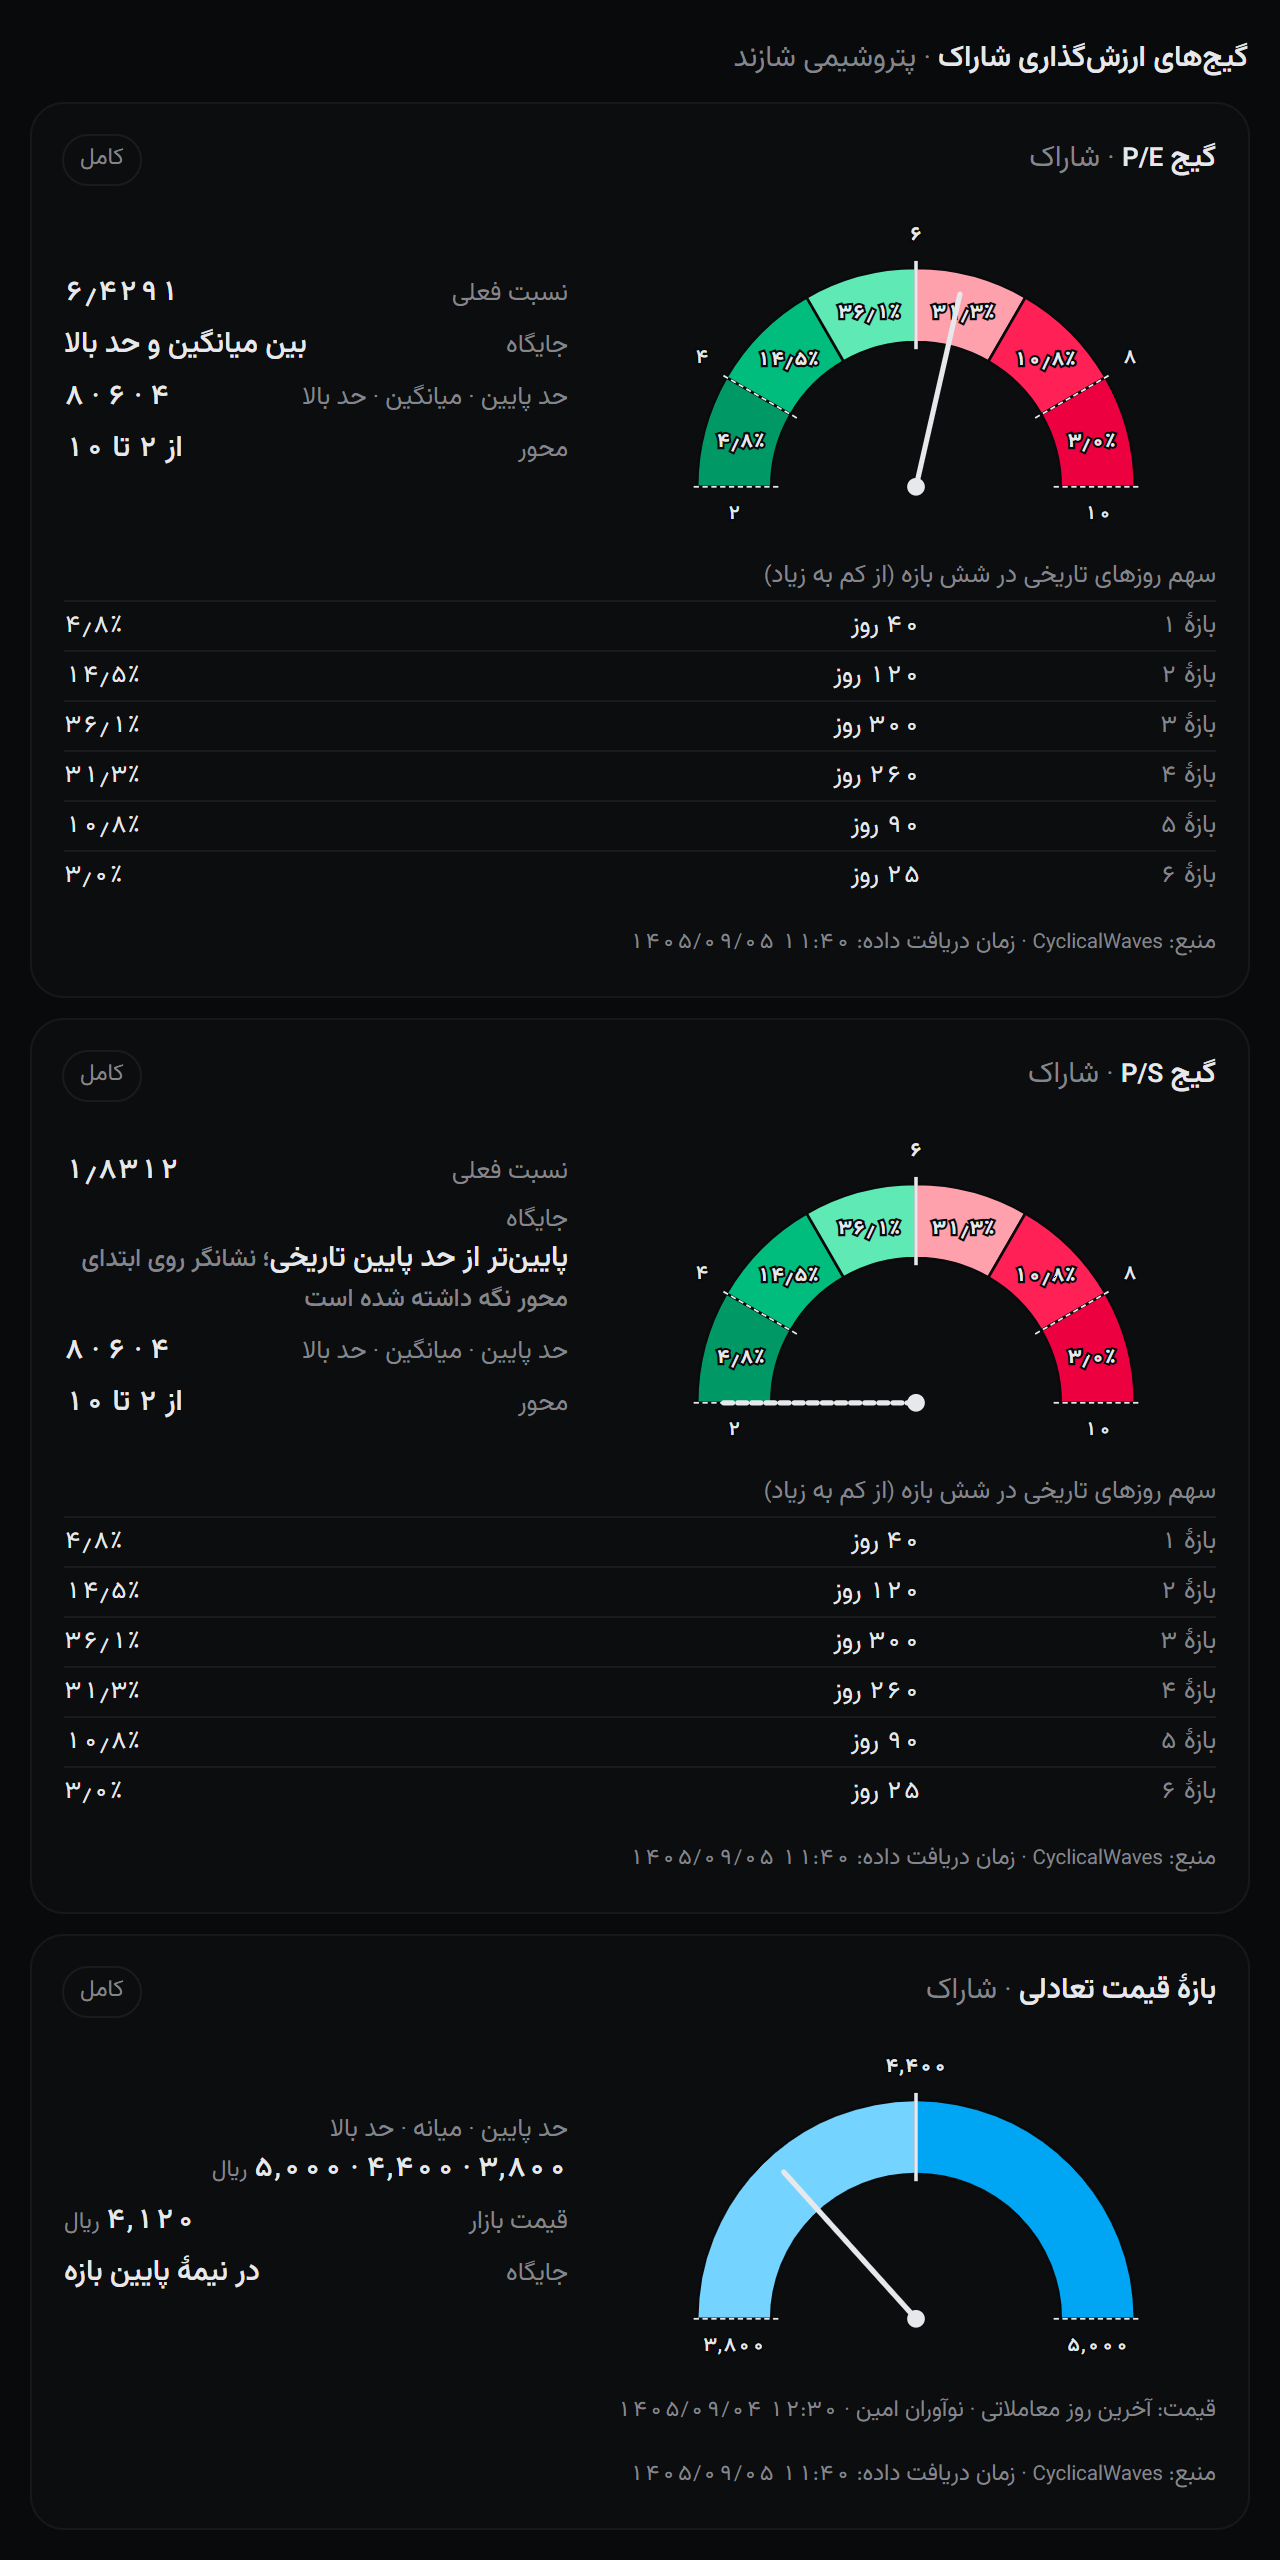 گیج‌های ارزش‌گذاری شاراک · پتروشیمی شازند
گیج P/E · شاراک
کامل
۶
۴
۸
۳۶٫۱٪
۳۱٫۳٪
۱۴٫۵٪
۱۰٫۸٪
۴٫۸٪
۳٫۰٪
۲
۱۰
نسبت فعلی ۶٫۴۲۹۱
جایگاه بین میانگین و حد بالا
حد پایین · میانگین · حد بالا ۴ · ۶ · ۸
محور از ۲ تا ۱۰
سهم روزهای تاریخی در شش بازه (از کم به زیاد)
بازهٔ ۱ ۴۰ روز ۴٫۸٪
بازهٔ ۲ ۱۲۰ روز ۱۴٫۵٪
بازهٔ ۳ ۳۰۰ روز ۳۶٫۱٪
بازهٔ ۴ ۲۶۰ روز ۳۱٫۳٪
بازهٔ ۵ ۹۰ روز ۱۰٫۸٪
بازهٔ ۶ ۲۵ روز ۳٫۰٪
منبع: CyclicalWaves · زمان دریافت داده: ۱۴۰۵/۰۹/۰۵ ۱۱:۴۰
گیج P/S · شاراک
کامل
۶
۴
۸
۳۶٫۱٪
۳۱٫۳٪
۱۴٫۵٪
۱۰٫۸٪
۴٫۸٪
۳٫۰٪
۲
۱۰
نسبت فعلی ۱٫۸۳۱۲
جایگاه
پایین‌تر از حد پایین تاریخی؛ نشانگر روی ابتدای
محور نگه داشته شده است
حد پایین · میانگین · حد بالا ۴ · ۶ · ۸
محور از ۲ تا ۱۰
سهم روزهای تاریخی در شش بازه (از کم به زیاد)
بازهٔ ۱ ۴۰ روز ۴٫۸٪
بازهٔ ۲ ۱۲۰ روز ۱۴٫۵٪
بازهٔ ۳ ۳۰۰ روز ۳۶٫۱٪
بازهٔ ۴ ۲۶۰ روز ۳۱٫۳٪
بازهٔ ۵ ۹۰ روز ۱۰٫۸٪
بازهٔ ۶ ۲۵ روز ۳٫۰٪
منبع: CyclicalWaves · زمان دریافت داده: ۱۴۰۵/۰۹/۰۵ ۱۱:۴۰
بازهٔ قیمت تعادلی · شاراک
کامل
۴,۴۰۰
۳,۸۰۰
۵,۰۰۰
حد پایین · میانه · حد بالا
۳,۸۰۰ · ۴,۴۰۰ · ۵,۰۰۰ ریال
قیمت بازار ۴,۱۲۰ ریال
جایگاه در نیمهٔ پایین بازه
قیمت: آخرین روز معاملاتی · نوآوران امین · ۱۴۰۵/۰۹/۰۴ ۱۲:۳۰
منبع: CyclicalWaves · زمان دریافت داده: ۱۴۰۵/۰۹/۰۵ ۱۱:۴۰